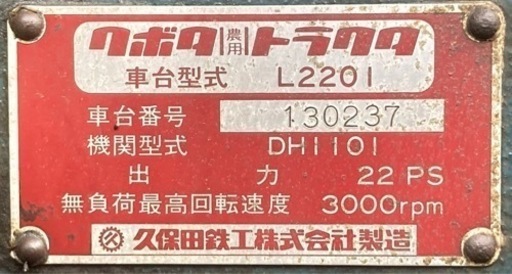 クボタ農用トラクタ
車台型式 L2201
車台番号 130237
機関型式 DH1101
出力 22PS
無負荷最高回転速度 3000rpm
久保田鉄工株式会社製造